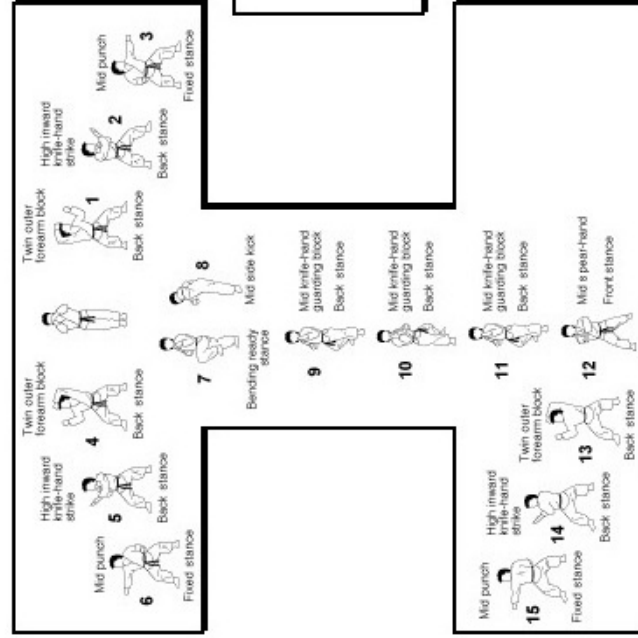 Twin outer
forearm block
1
Back stance
High inward
knife-hand
strike
2
Back stance
Mid punch
3
Fixed stance
Twin outer
forearm block
4
Back stance
High inward
knife-hand
strike
5
Back stance
Mid punch
6
Fixed stance
7
Bending ready
stance
8
Mid side kick
9
Mid knife-hand
guarding block
Back stance
10
Mid knife-hand
guarding block
Back stance
11
Mid knife-hand
guarding block
Back stance
12
Mid spear-hand
Front stance
Twin outer
forearm block
13
Back stance
High inward
knife-hand
strike
14
Back stance
Mid punch
15
Fixed stance